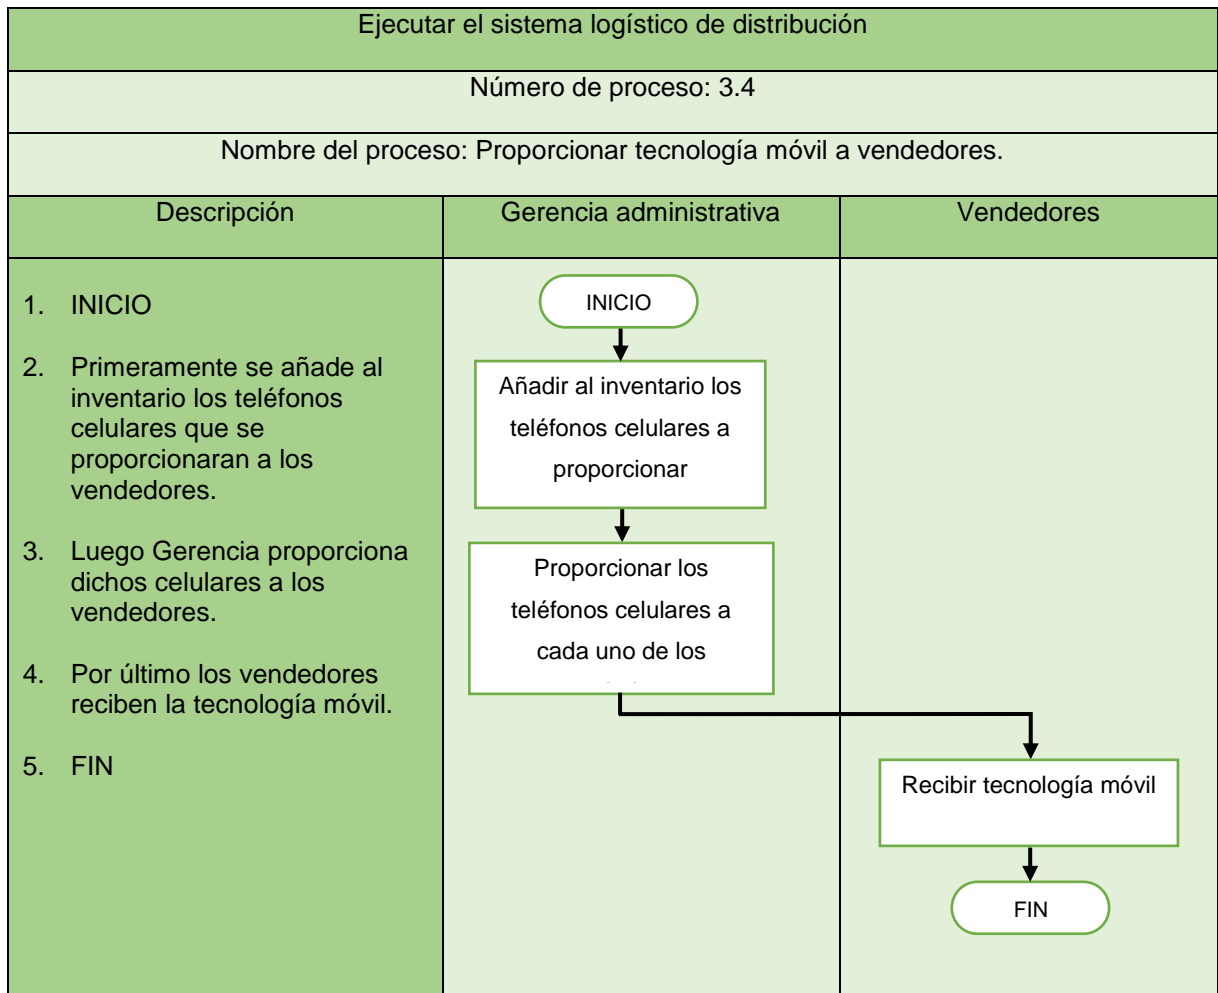 Ejecutar el sistema logístico de distribución
Número de proceso: 3.4
Nombre del proceso: Proporcionar tecnología móvil a vendedores.
Descripción
Gerencia administrativa
Vendedores
1. INICIO
2. Primeramente se añade al
inventario los teléfonos
celulares que se
proporcionaran a los
vendedores.
3. Luego Gerencia proporciona
dichos celulares a los
vendedores.
4. Por último los vendedores
reciben la tecnología móvil.
5. FIN
INICIO
Añadir al inventario los
teléfonos celulares a
proporcionar
Proporcionar los
teléfonos celulares a
cada uno de los
Recibir tecnología móvil
FIN